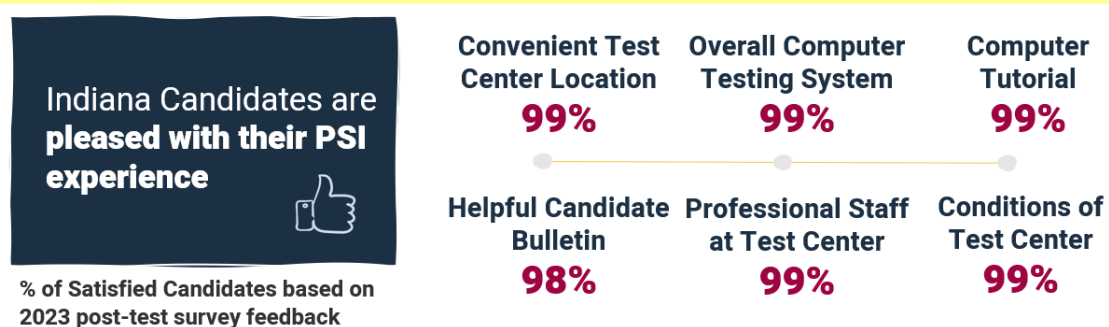 Indiana Candidates are
pleased with their PSI
experience
% of Satisfied Candidates based on
2023 post-test survey feedback
Convenient Test
Center Location
99%
Overall Computer
Testing System
99%
Computer
Tutorial
99%
Helpful Candidate
Bulletin
98%
Professional Staff
at Test Center
99%
Conditions of
Test Center
99%